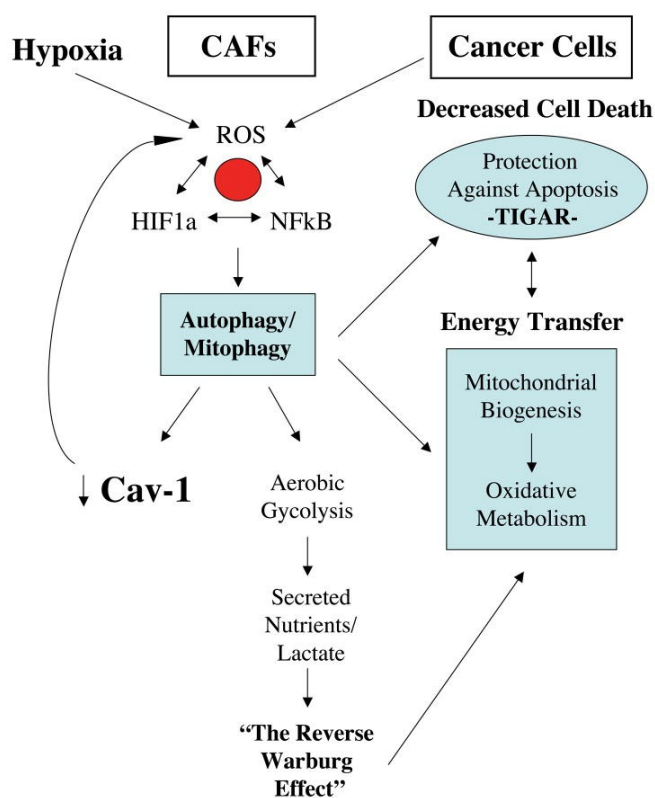 Hypoxia
CAFs
Cancer Cells
Decreased Cell Death
ROS
HIF1a
NFkB
Protection
Against Apoptosis
-TIGAR-
Autophagy/
Mitophagy
Energy Transfer
Mitochondrial
Biogenesis
Oxidative
Metabolism
Cav-1
Aerobic
Gycolysis
Secreted
Nutrients/
Lactate
“The Reverse
Warburg
Effect”